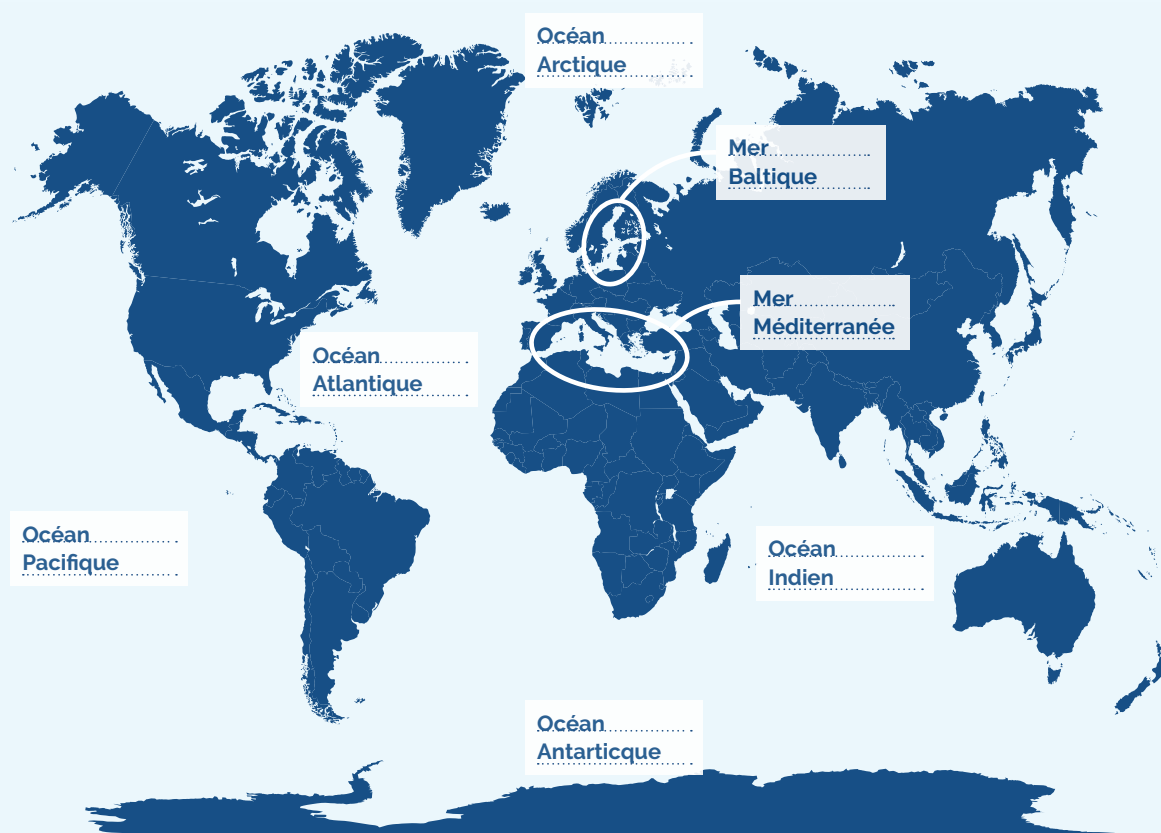 Océan
Arctique
Mer
Baltique
Mer
Méditerranée
Océan
Atlantique
Océan
Pacifique
Océan
Indien
Océan
Antarticque